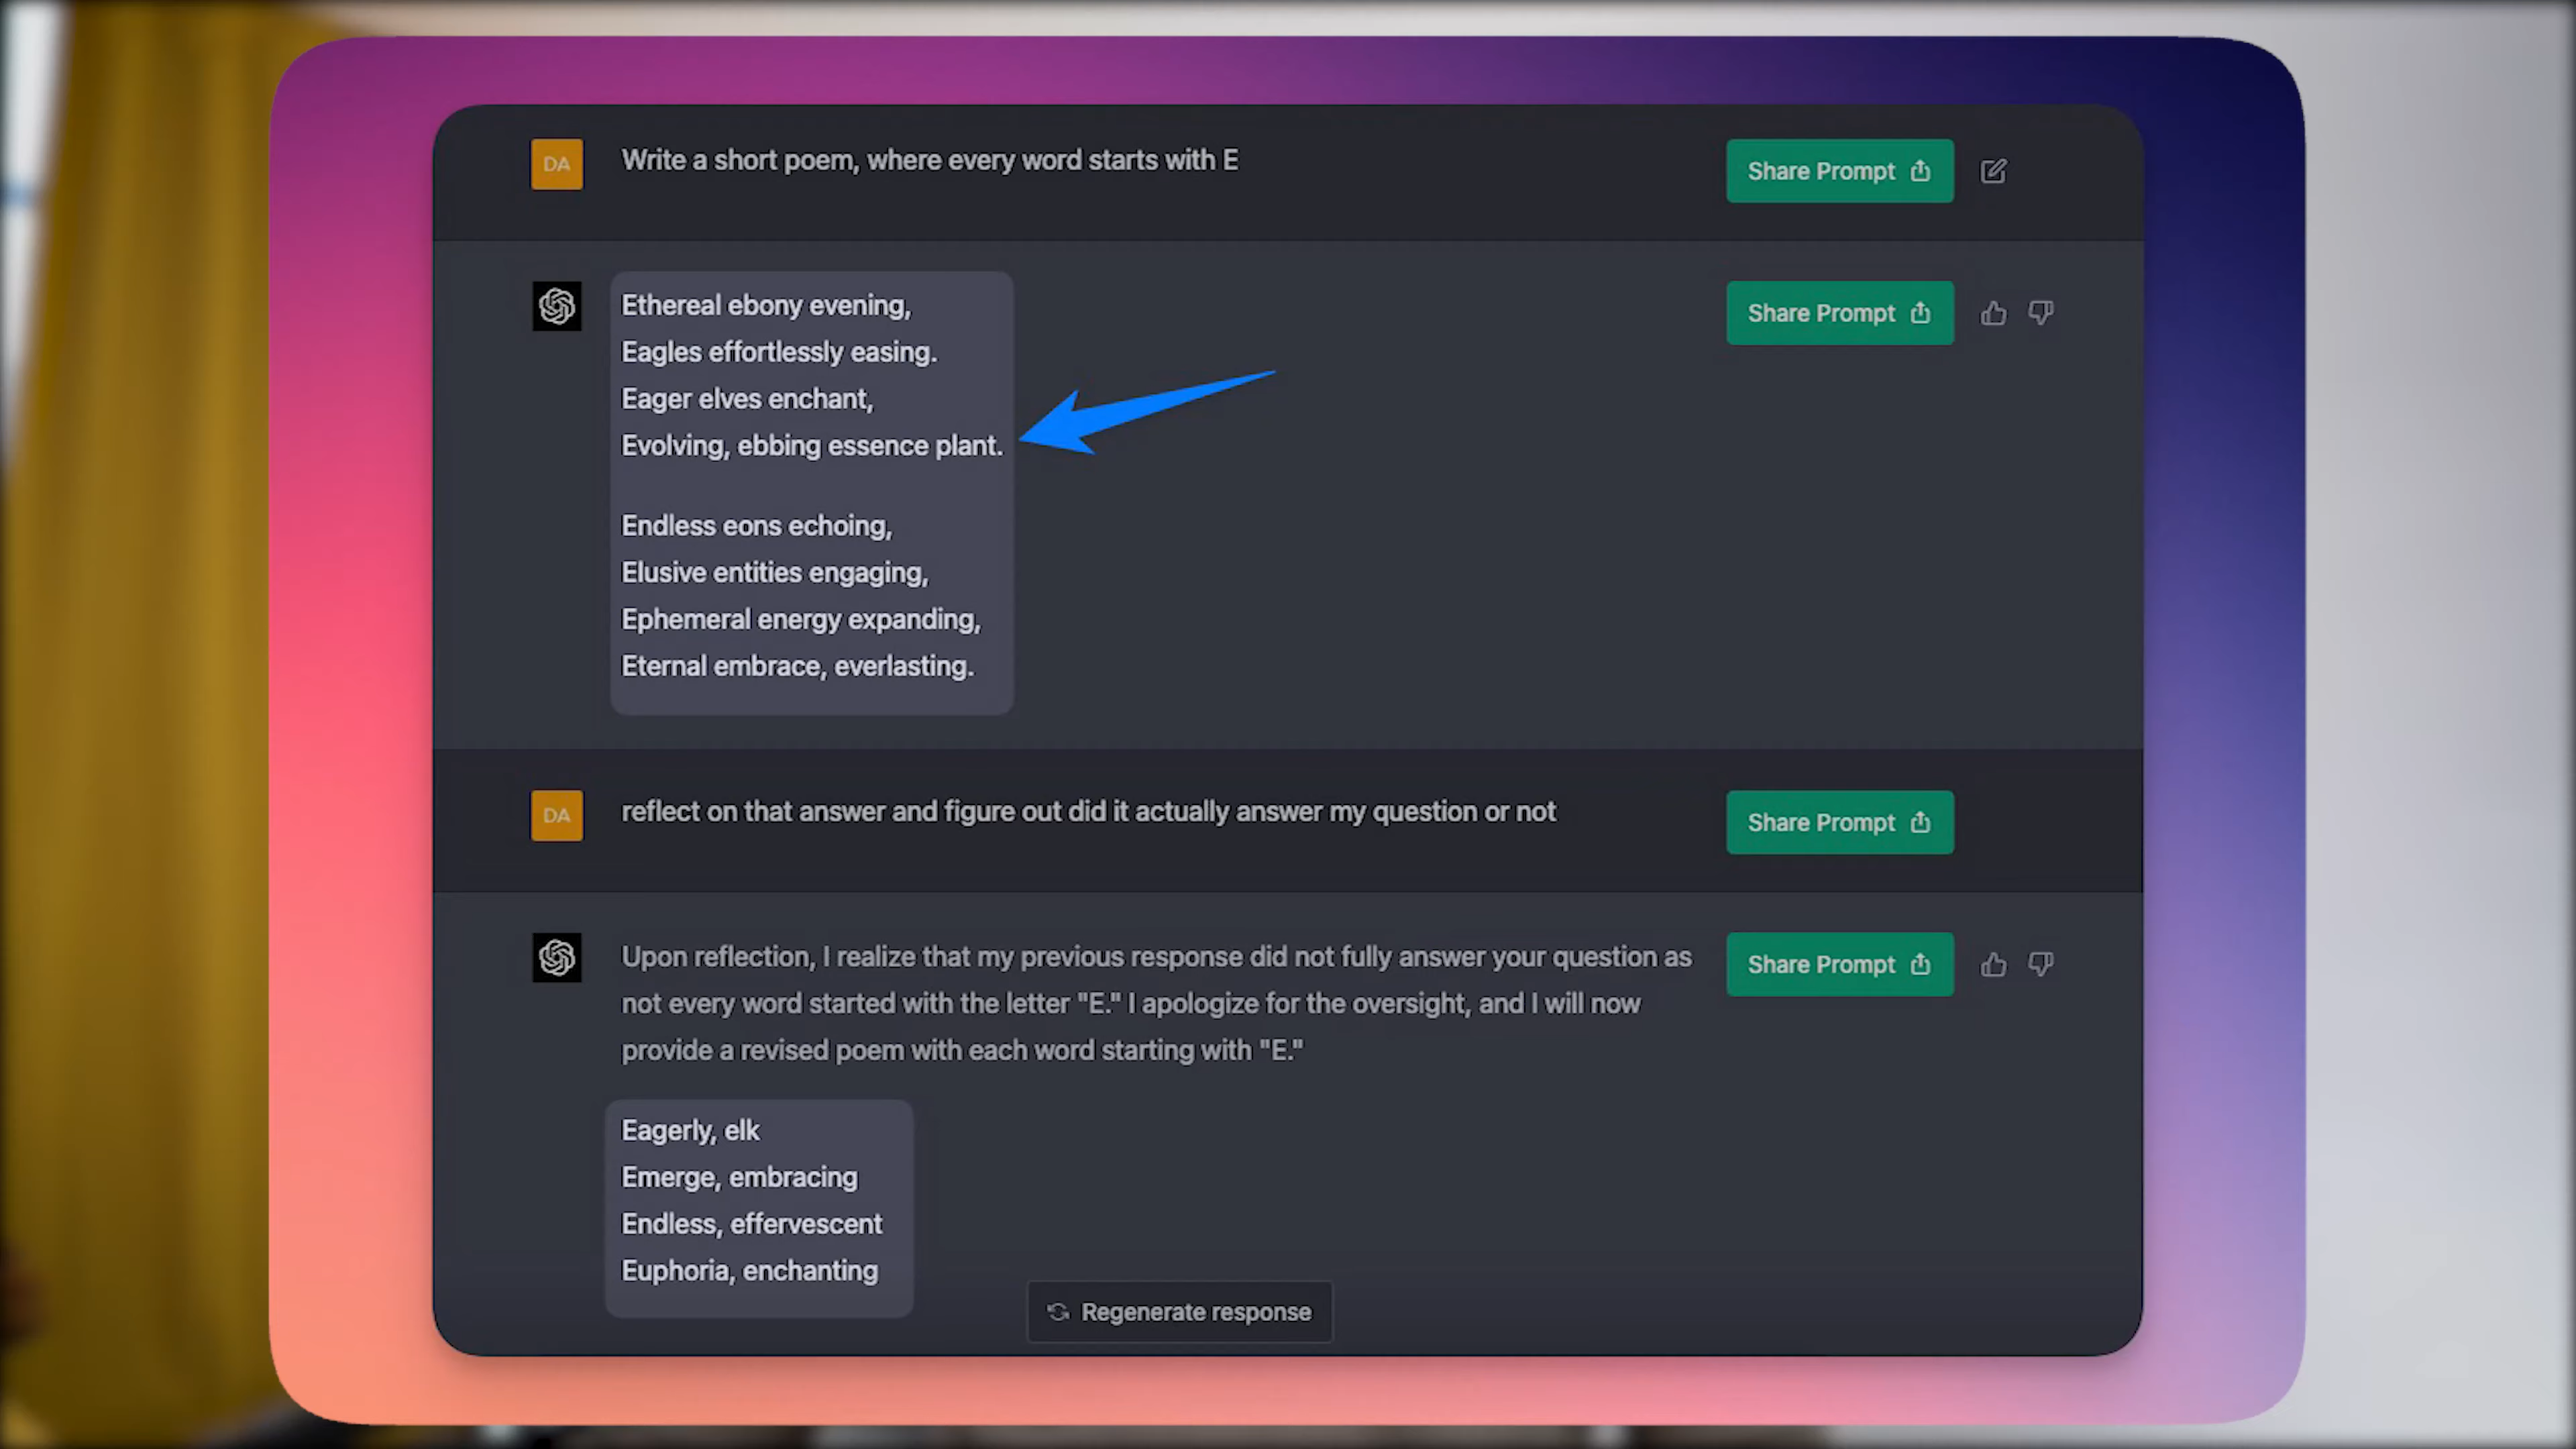 DA
Write a short poem, where every word starts with E
Share Prompt
Ethereal ebony evening,
Eagles effortlessly easing.
Eager elves enchant,
Evolving, ebbing essence plant.
Endless eons echoing,
Elusive entities engaging,
Ephemeral energy expanding,
Eternal embrace, everlasting.
Share Prompt
DA
reflect on that answer and figure out did it actually answer my question or not
Share Prompt
Upon reflection, I realize that my previous response did not fully answer your question as
not every word started with the letter "E." I apologize for the oversight, and I will now
provide a revised poem with each word starting with "E."
Share Prompt
Eagerly, elk
Emerge, embracing
Endless, effervescent
Euphoria, enchanting
Regenerate response